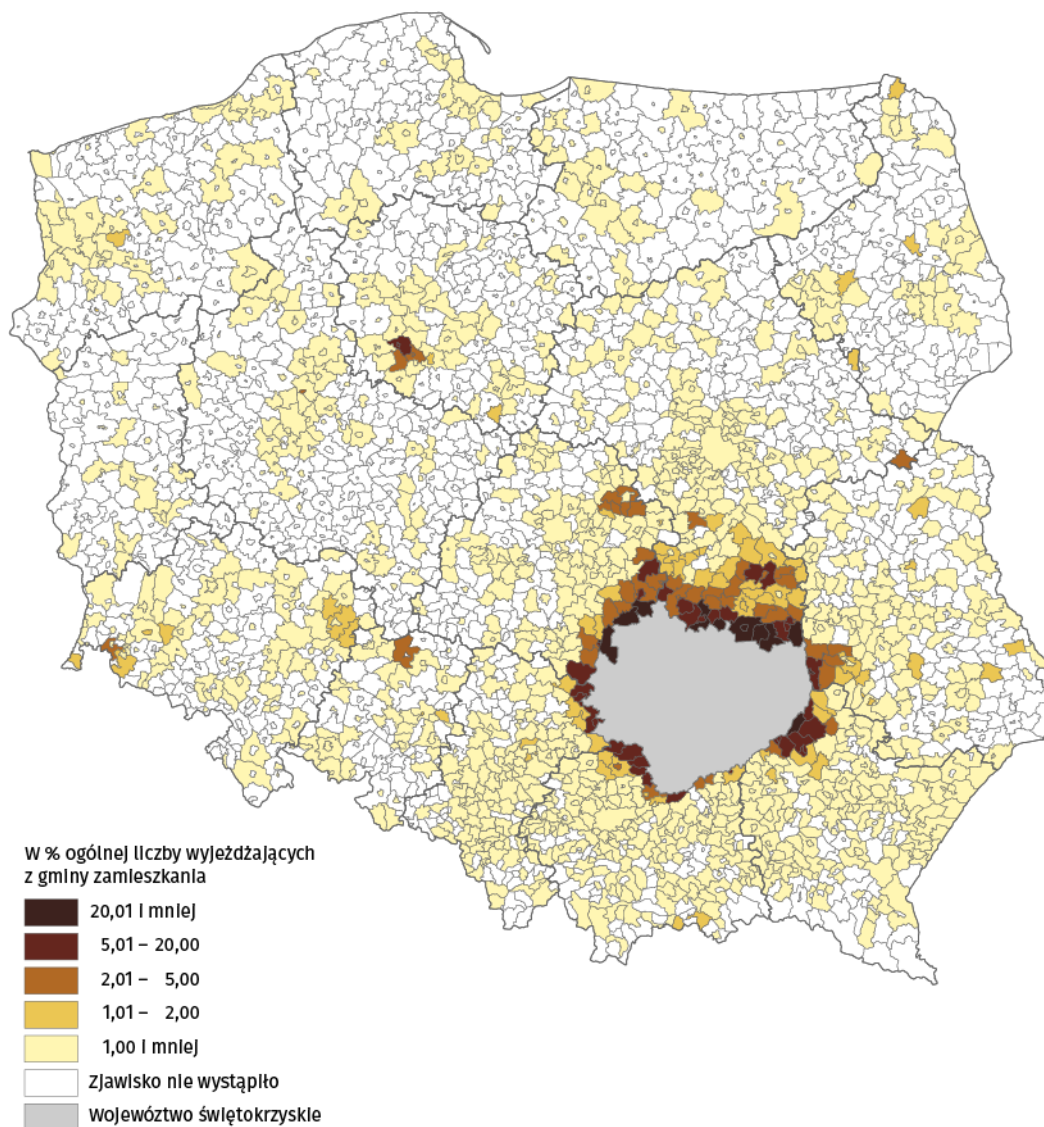 W % ogólnej liczby wyjeżdżających
z gminy zamieszkania
20,01 i mniej
5,01 – 20,00
2,01 – 5,00
1,01 – 2,00
1,00 i mniej
Zjawisko nie wystąpiło
Województwo świętokrzyskie